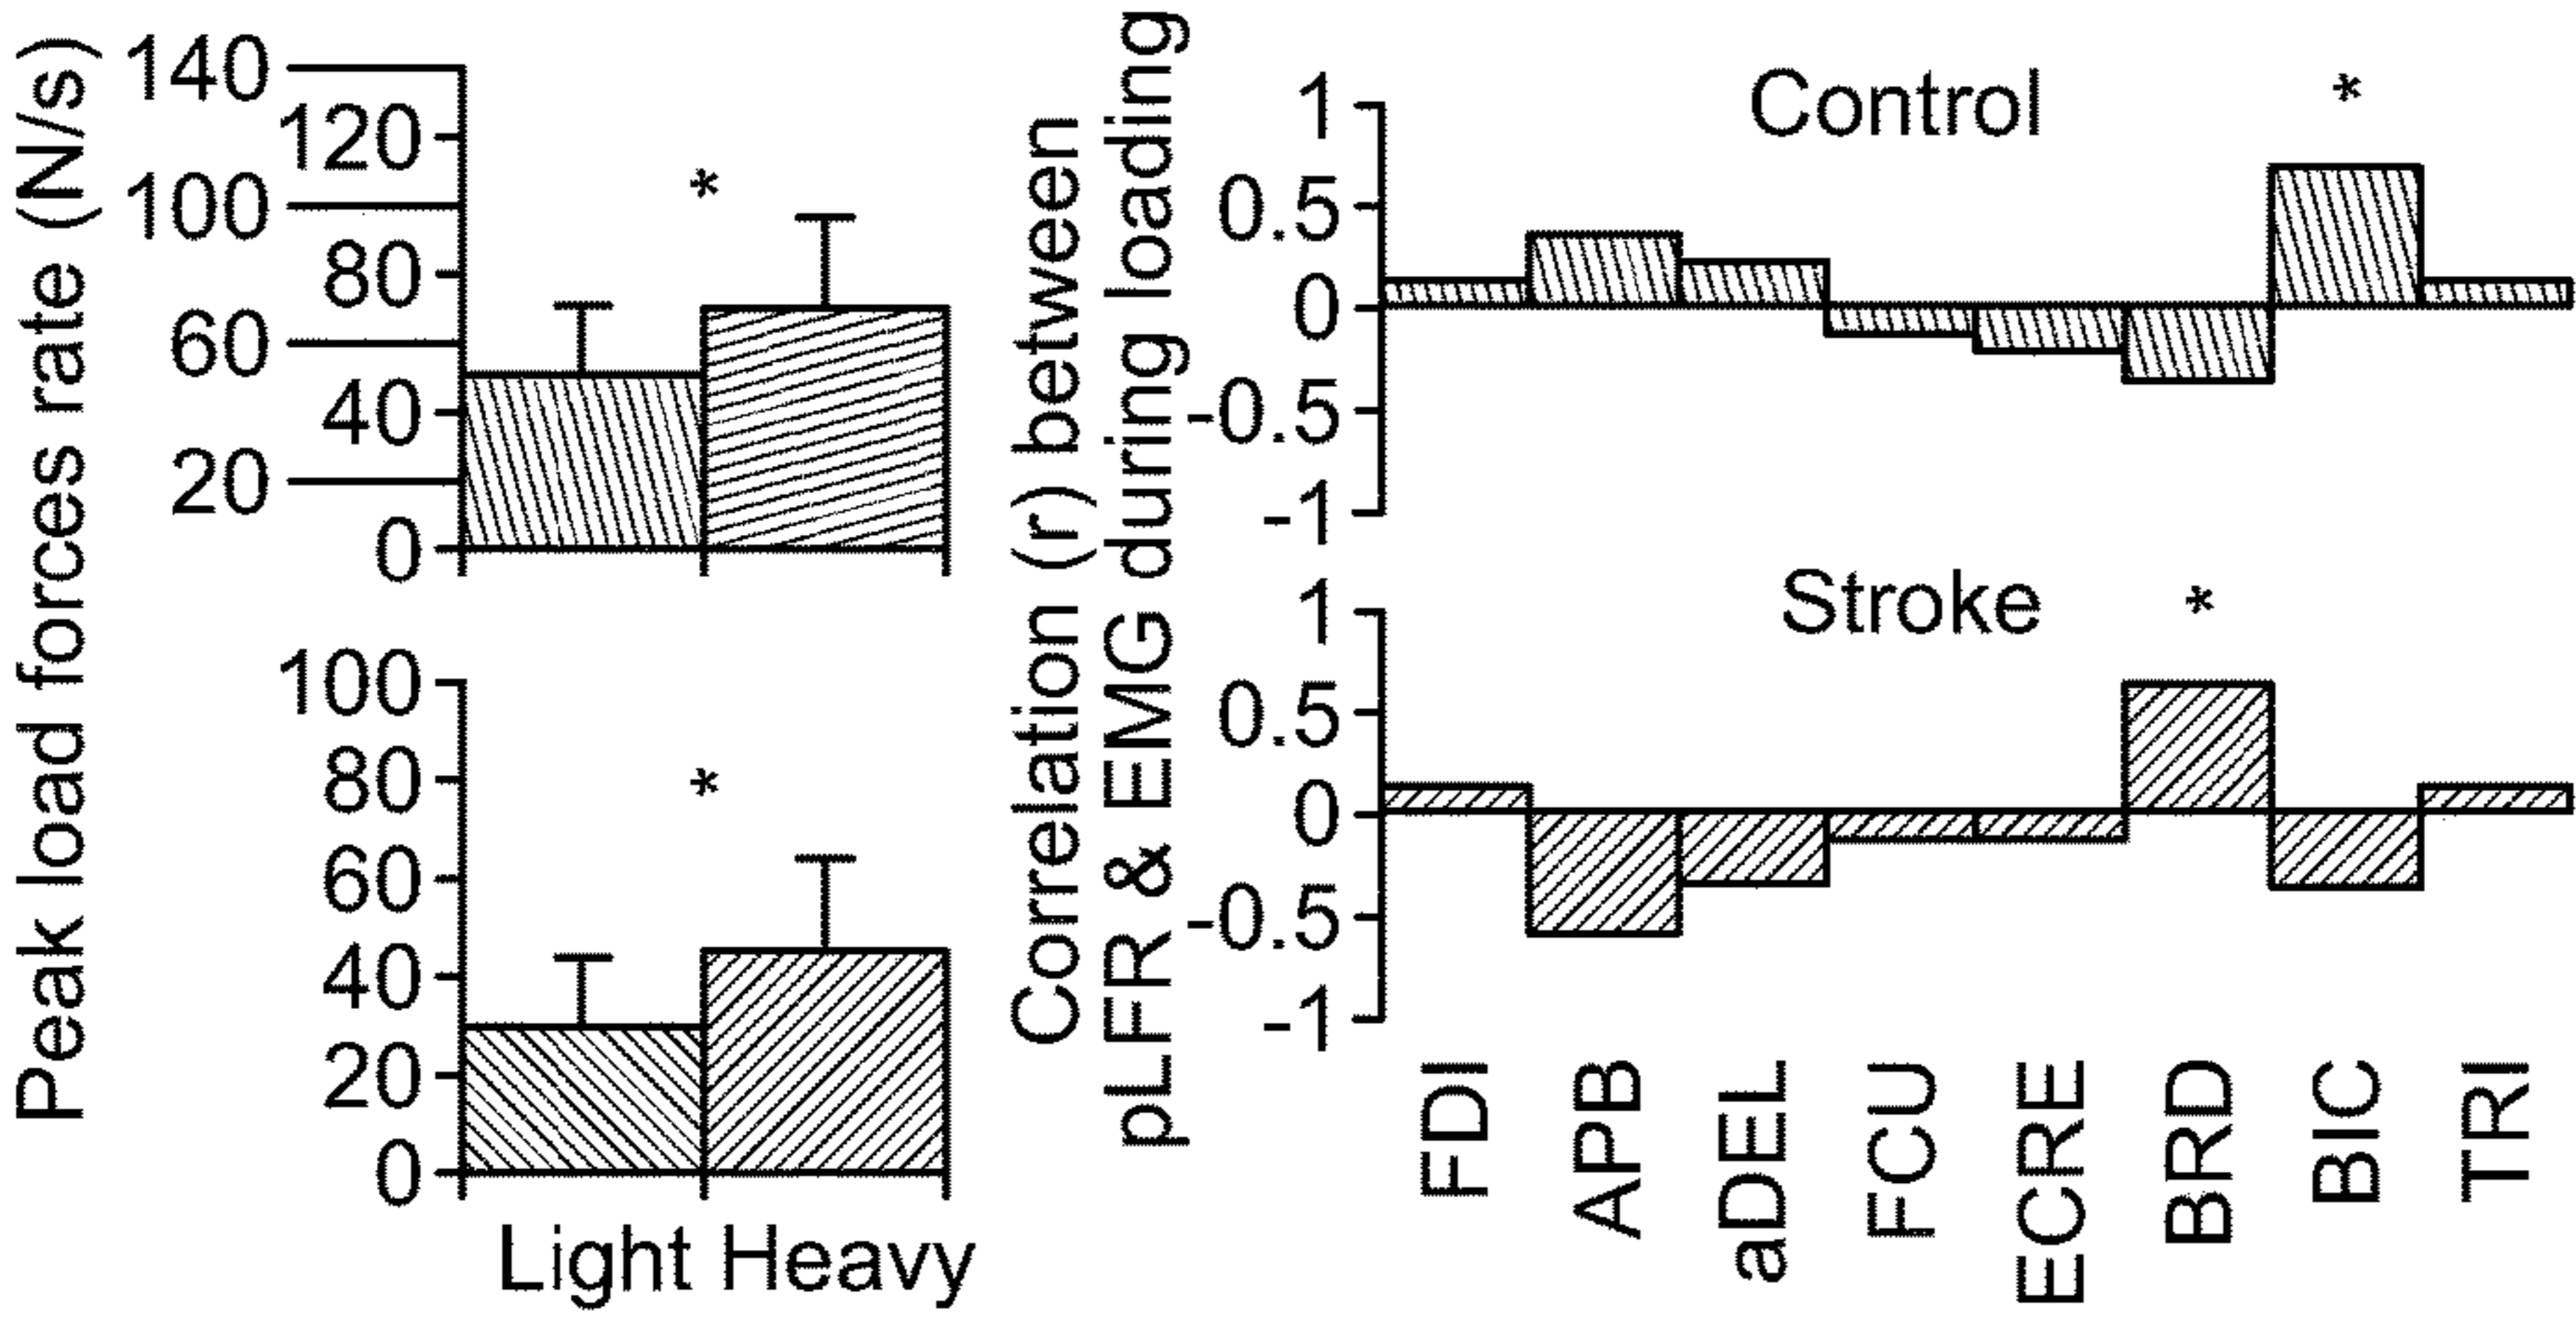 Peak load forces rate (N/s)
140
120
100
80
60
40
20
0
*
100
80
60
40
20
0
*
Light Heavy
Correlation (r) between
pLFR & EMG during loading
Control
*
1
0.5
0
-0.5
-1
Stroke
*
1
0.5
0
-0.5
-1
FDI
APB
aDEL
FCU
ECRE
BRD
BIC
TRI